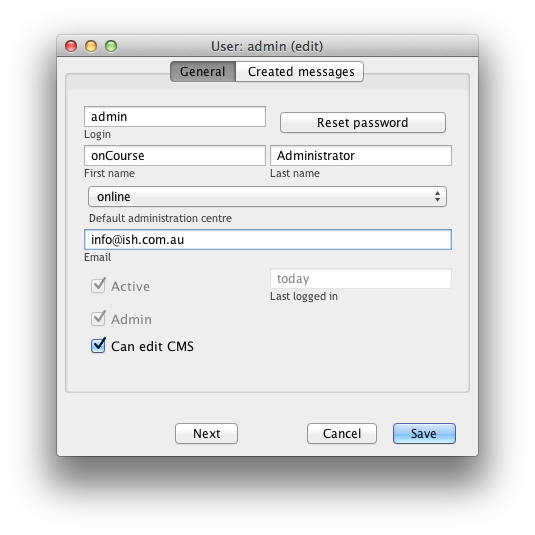 User: admin (edit)
General Created messages
admin Reset password
Login
onCourse Administrator
First name Last name
online
Default administration centre
info@ish.com.au
Email
Active today
Last logged in
Admin
Can edit CMS
Next Cancel Save